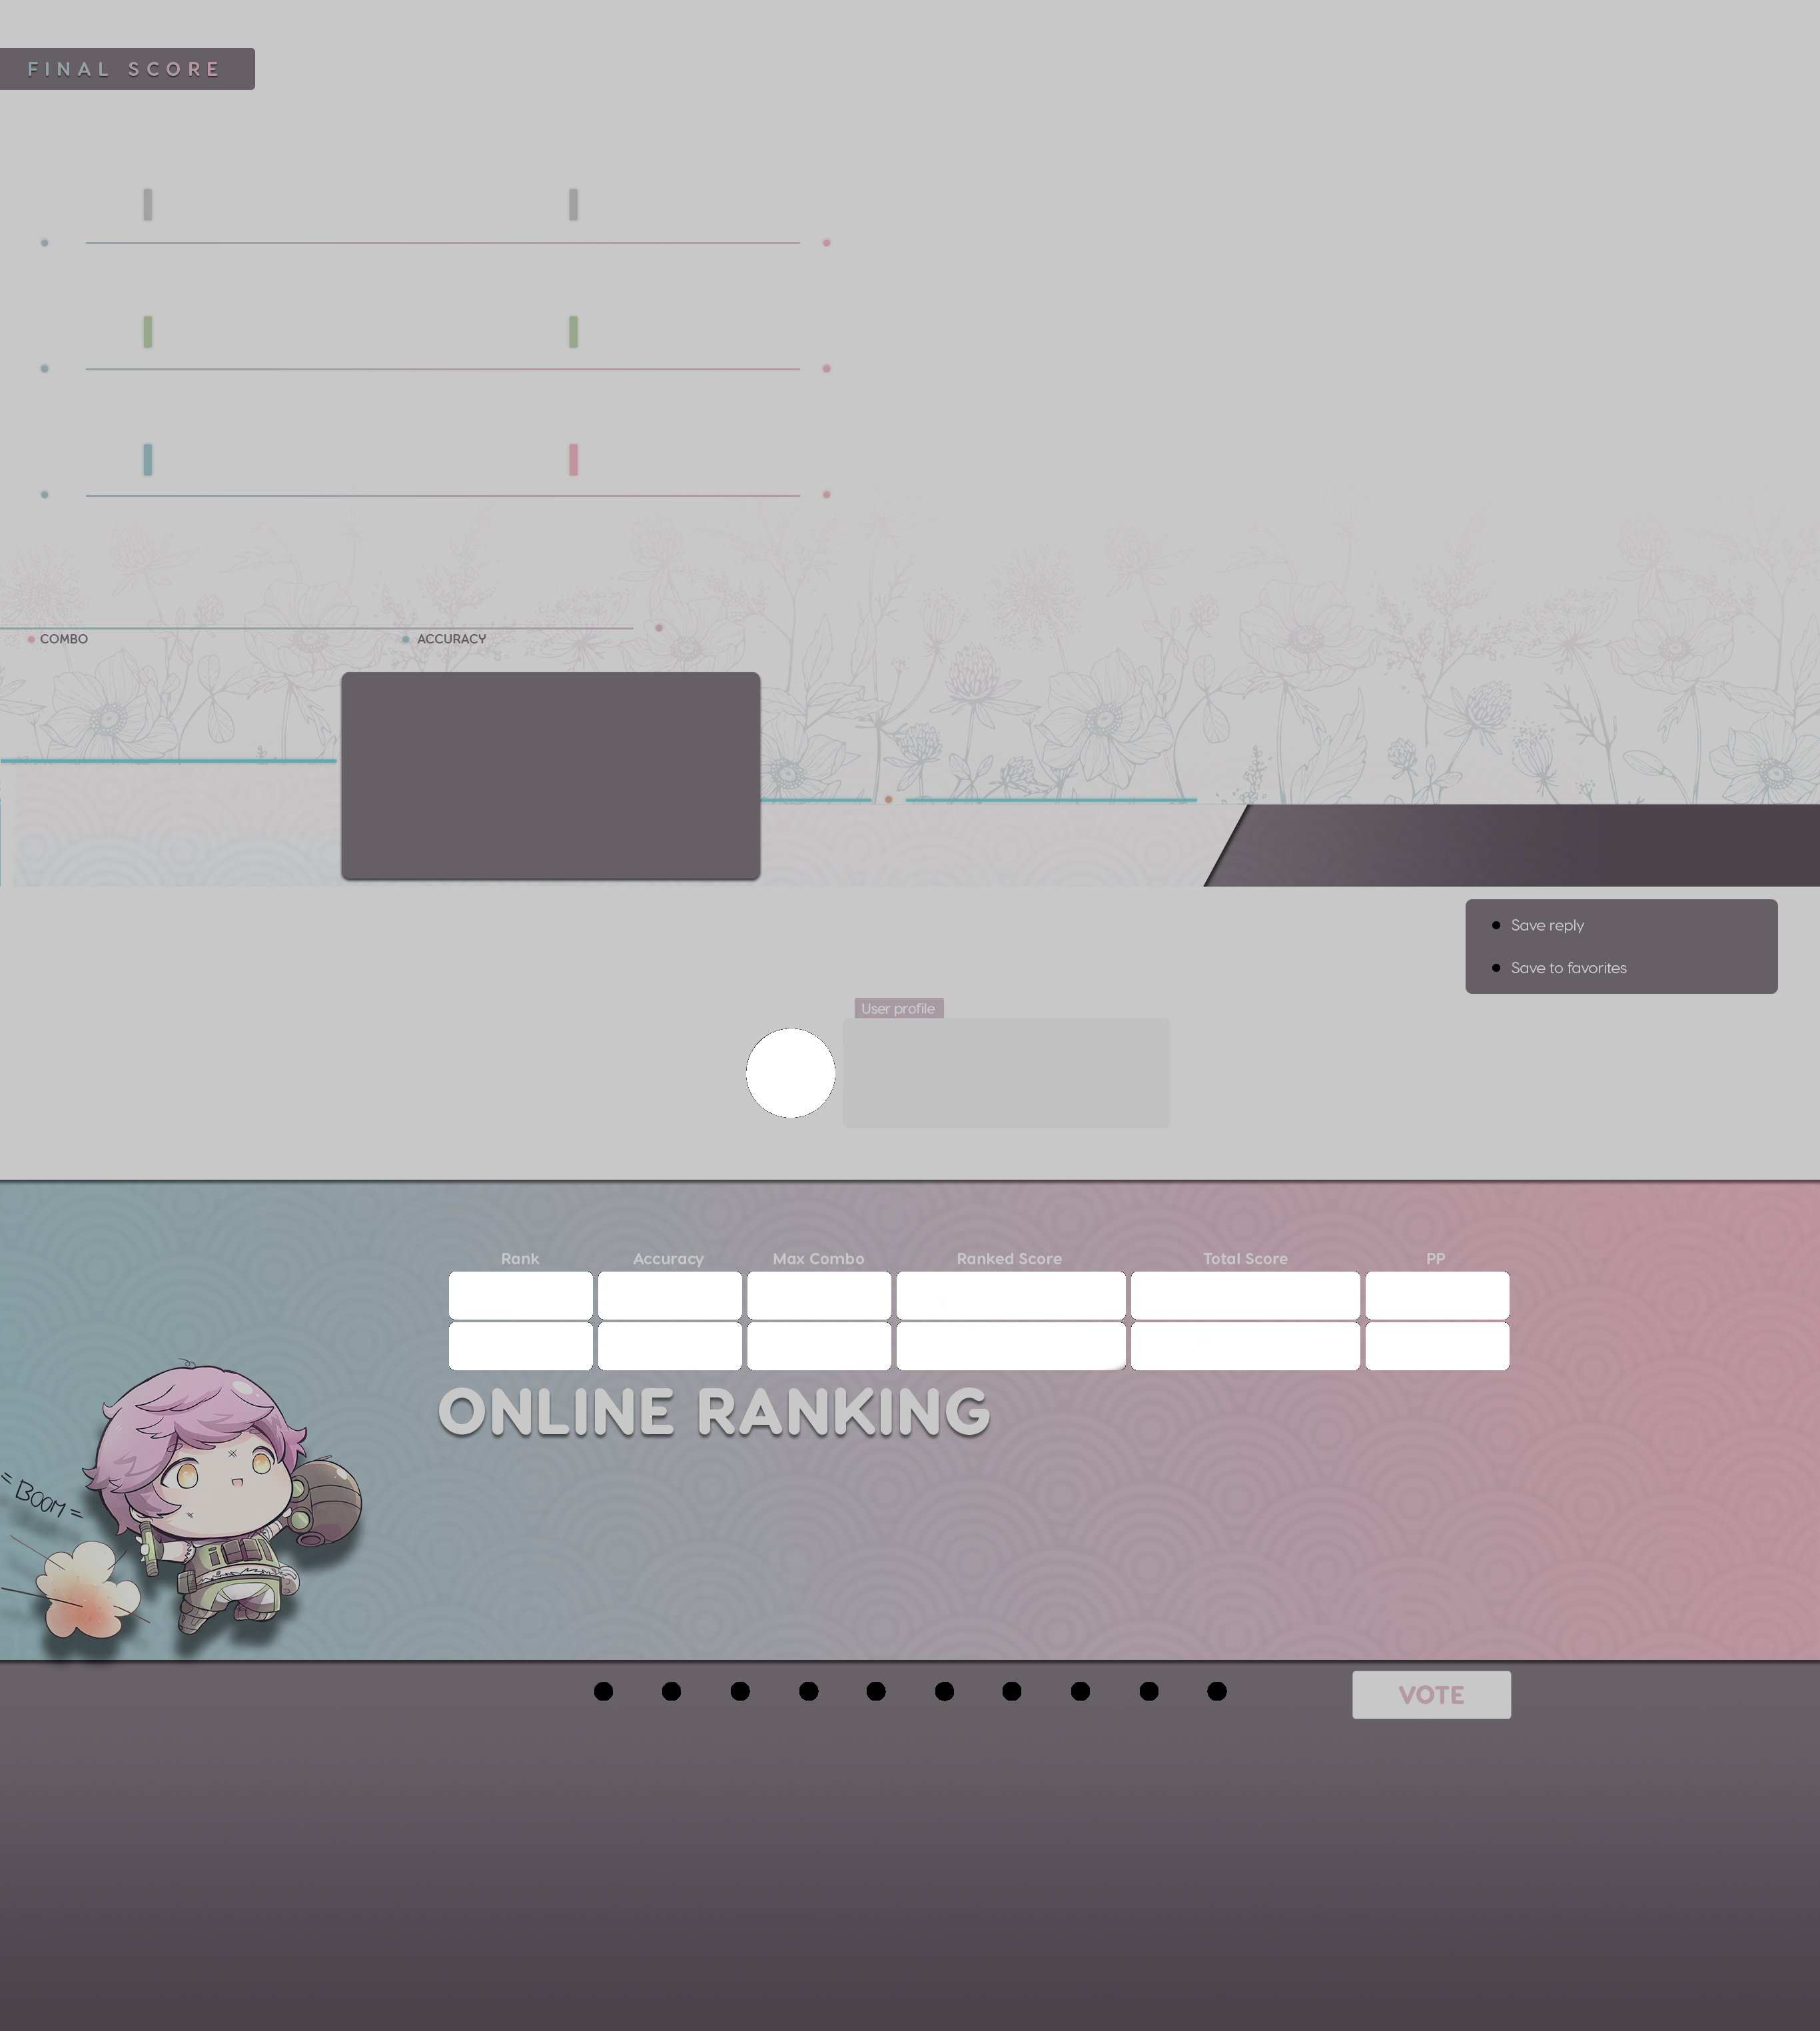 FINAL SCORE
COMBO
ACCURACY
Save reply
Save to favorites
User profile
Rank
Accuracy
Max Combo
Ranked Score
Total Score
PP
ONLINE RANKING
= BOOM =
VOTE